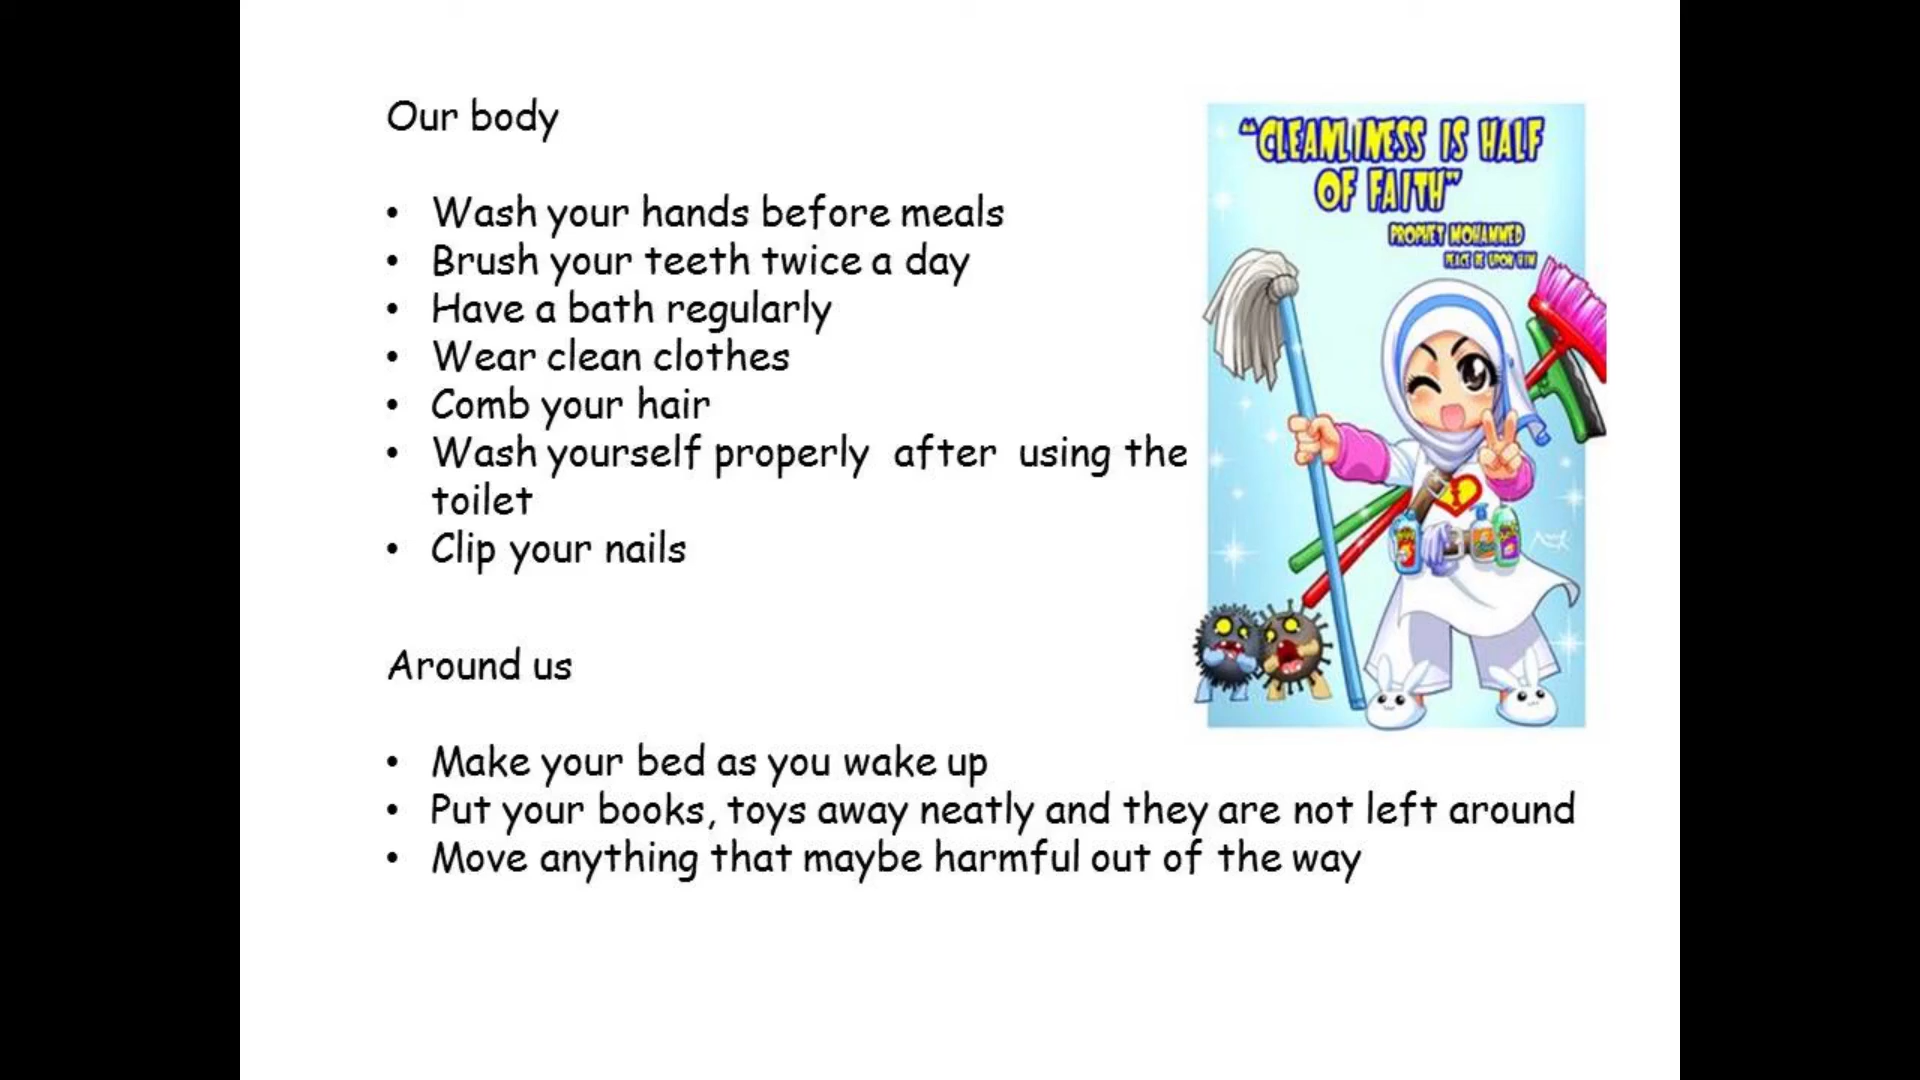 Our body
• Wash your hands before meals
• Brush your teeth twice a day
• Have a bath regularly
• Wear clean clothes
• Comb your hair
• Wash yourself properly after using the
toilet
• Clip your nails
"CLEANLINESS IS HALF
OF FAITH"
PROPHET MOHAMMED
PEACE BE UPON HIM
Around us
• Make your bed as you wake up
• Put your books, toys away neatly and they are not left around
• Move anything that maybe harmful out of the way